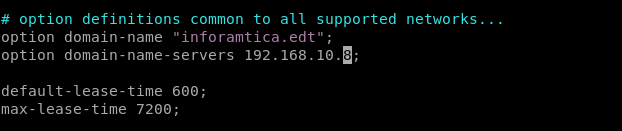 # option definitions common to all supported networks...
option domain-name "inforamtica.edt";
option domain-name-servers 192.168.10.8;
default-lease-time 600;
max-lease-time 7200;